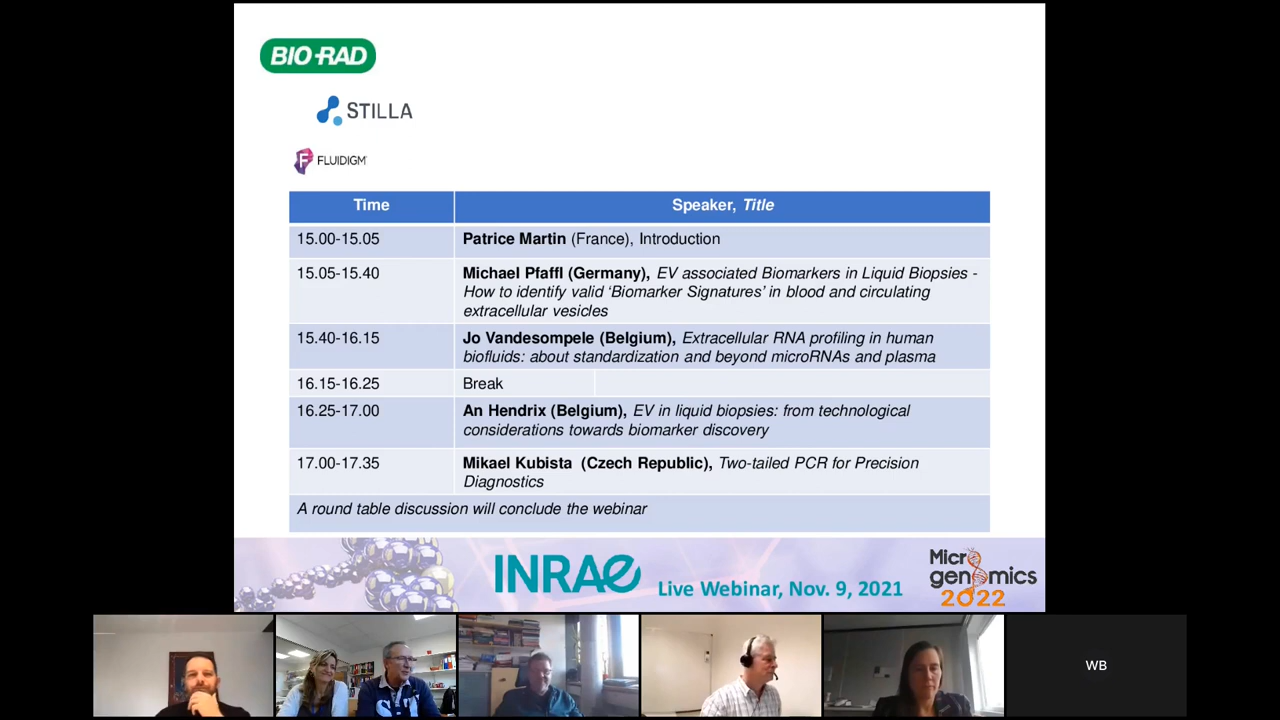 BIO-RAD
STILLA
FLUIDIGM
Time
Speaker, Title
15.00-15.05
Patrice Martin (France), Introduction
15.05-15.40
Michael Pfaffl (Germany), EV associated Biomarkers in Liquid Biopsies -
How to identify valid ‘Biomarker Signatures’ in blood and circulating
extracellular vesicles
15.40-16.15
Jo Vandesompele (Belgium), Extracellular RNA profiling in human
biofluids: about standardization and beyond microRNAs and plasma
16.15-16.25
Break
16.25-17.00
An Hendrix (Belgium), EV in liquid biopsies: from technological
considerations towards biomarker discovery
17.00-17.35
Mikael Kubista (Czech Republic), Two-tailed PCR for Precision
Diagnostics
A round table discussion will conclude the webinar
INRAE
Live Webinar, Nov. 9, 2021
Micro
genomics
2022
WB